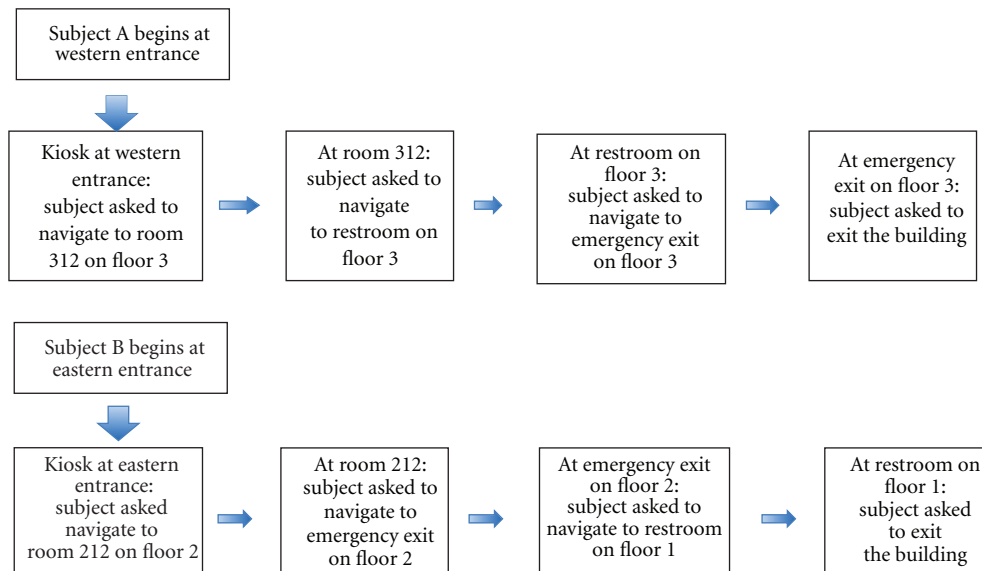 Subject A begins at
western entrance
Kiosk at western
entrance:
subject asked to
navigate to room
312 on floor 3
At room 312:
subject asked to
navigate
to restroom on
floor 3
At restroom on
floor 3:
subject asked to
navigate to
emergency exit
on floor 3
At emergency
exit on floor 3:
subject asked to
exit the building
Subject B begins at
eastern entrance
Kiosk at eastern
entrance:
subject asked
navigate to
room 212 on floor 2
At room 212:
subject asked to
navigate to
emergency exit
on floor 2
At emergency exit
on floor 2:
subject asked to
navigate to restroom
on floor 1
At restroom on
floor 1:
subject asked
to exit
the building